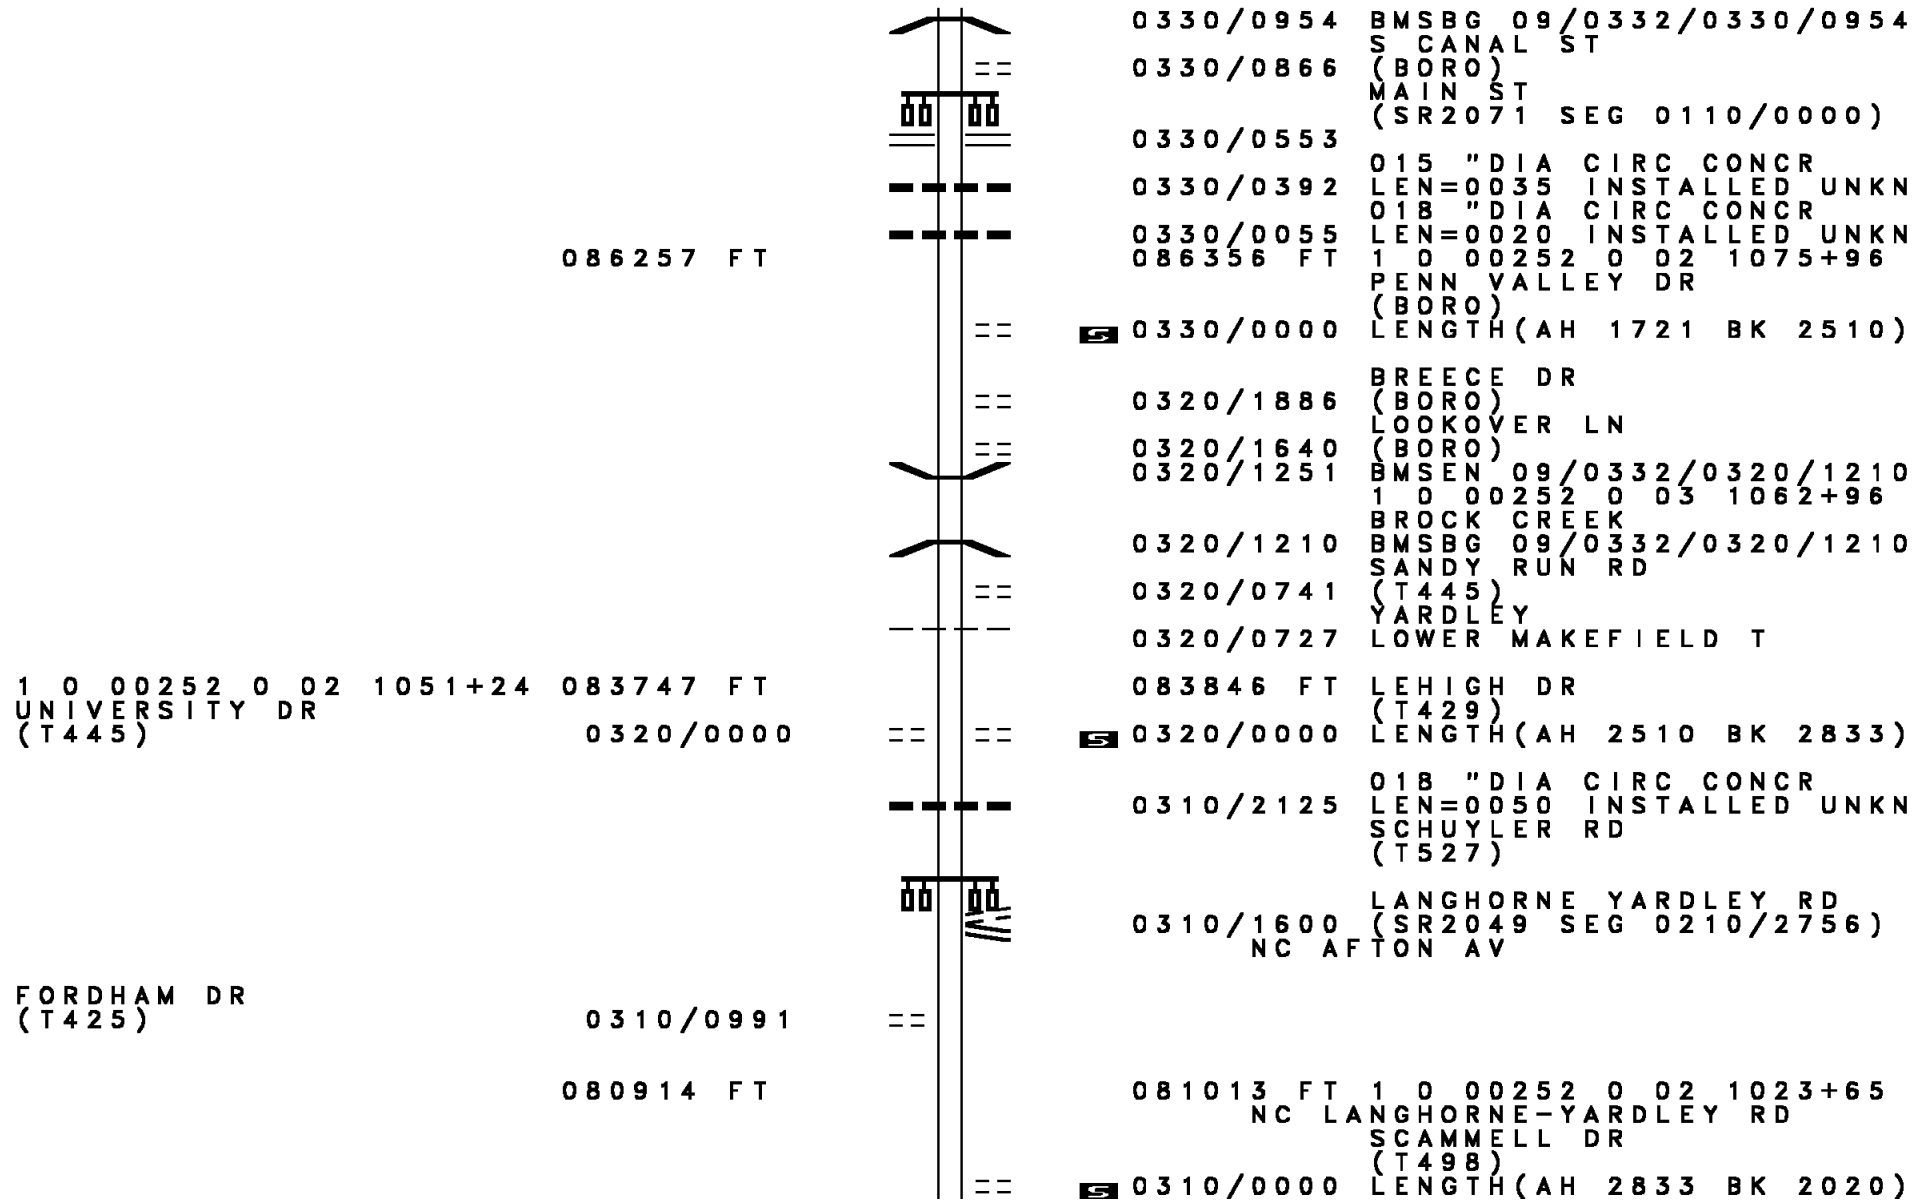 0330/0954 BMSBG 09/0332/0330/0954
S CANAL ST
0330/0866 (BORO)
MAIN ST
(SR2071 SEG 0110/0000)
0330/0553
015 "DIA CIRC CONCR
0330/0392 LEN=0035 INSTALLED UNKN
018 "DIA CIRC CONCR
0330/0055 LEN=0020 INSTALLED UNKN
086257 FT 086356 FT 1 0 00252 0 02 1075+96
PENN VALLEY DR
(BORO)
S 0330/0000 LENGTH(AH 1721 BK 2510)
BREECE DR
0320/1886 (BORO)
LOOKOVER LN
0320/1640 (BORO)
0320/1251 BMSEN 09/0332/0320/1210
1 0 00252 0 03 1062+96
BROCK CREEK
0320/1210 BMSBG 09/0332/0320/1210
SANDY RUN RD
0320/0741 (T445)
YARDLEY
0320/0727 LOWER MAKEFIELD T
1 0 00252 0 02 1051+24 083747 FT 083846 FT LEHIGH DR
UNIVERSITY DR (T429)
(T445) 0320/0000 S 0320/0000 LENGTH(AH 2510 BK 2833)
018 "DIA CIRC CONCR
0310/2125 LEN=0050 INSTALLED UNKN
SCHUYLER RD
(T527)
LANGHORNE YARDLEY RD
0310/1600 (SR2049 SEG 0210/2756)
NC AFTON AV
FORDHAM DR
(T425) 0310/0991
080914 FT 081013 FT 1 0 00252 0 02 1023+65
NC LANGHORNE-YARDLEY RD
SCAMMELL DR
(T498)
S 0310/0000 LENGTH(AH 2833 BK 2020)